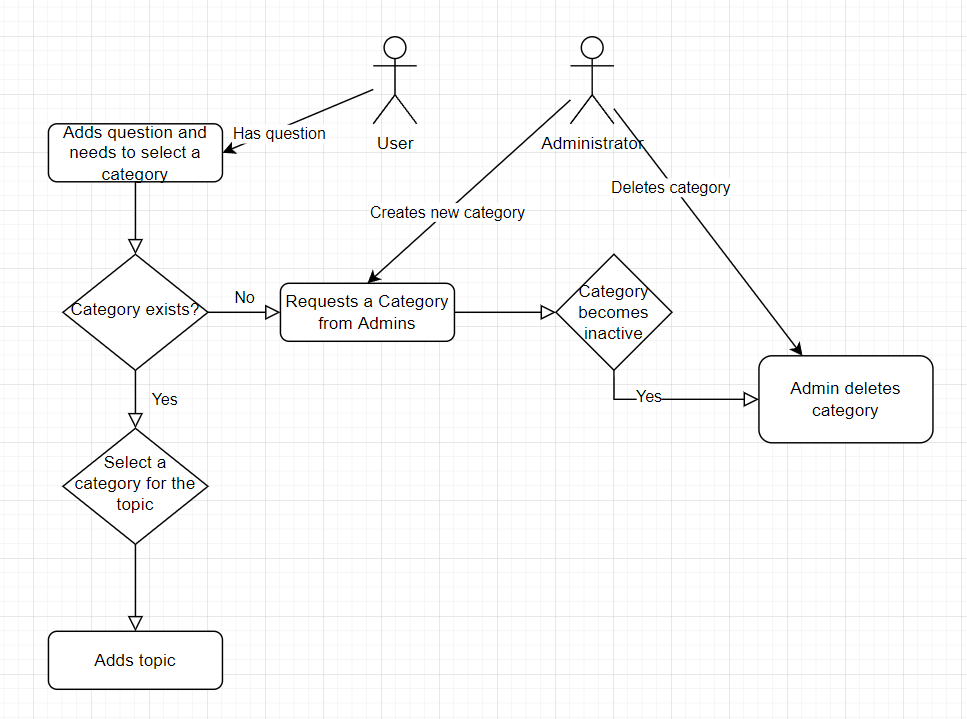 User
Administrator
Has question
Adds question and
needs to select a
category
Deletes category
Creates new category
Category exists?
No
Requests a Category
from Admins
Category
becomes
inactive
Yes
Admin deletes
category
Yes
Select a
category for the
topic
Adds topic